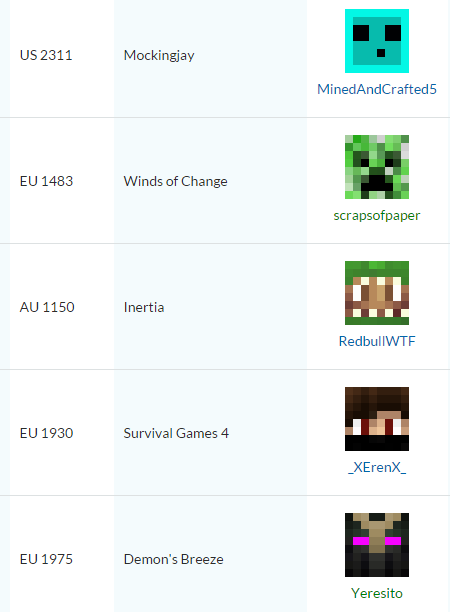 US 2311 Mockingjay
MinedAndCrafted5
EU 1483 Winds of Change
scrapsofpaper
AU 1150 Inertia
RedbullWTF
EU 1930 Survival Games 4
_XErenX_
EU 1975 Demon's Breeze
Yeresito